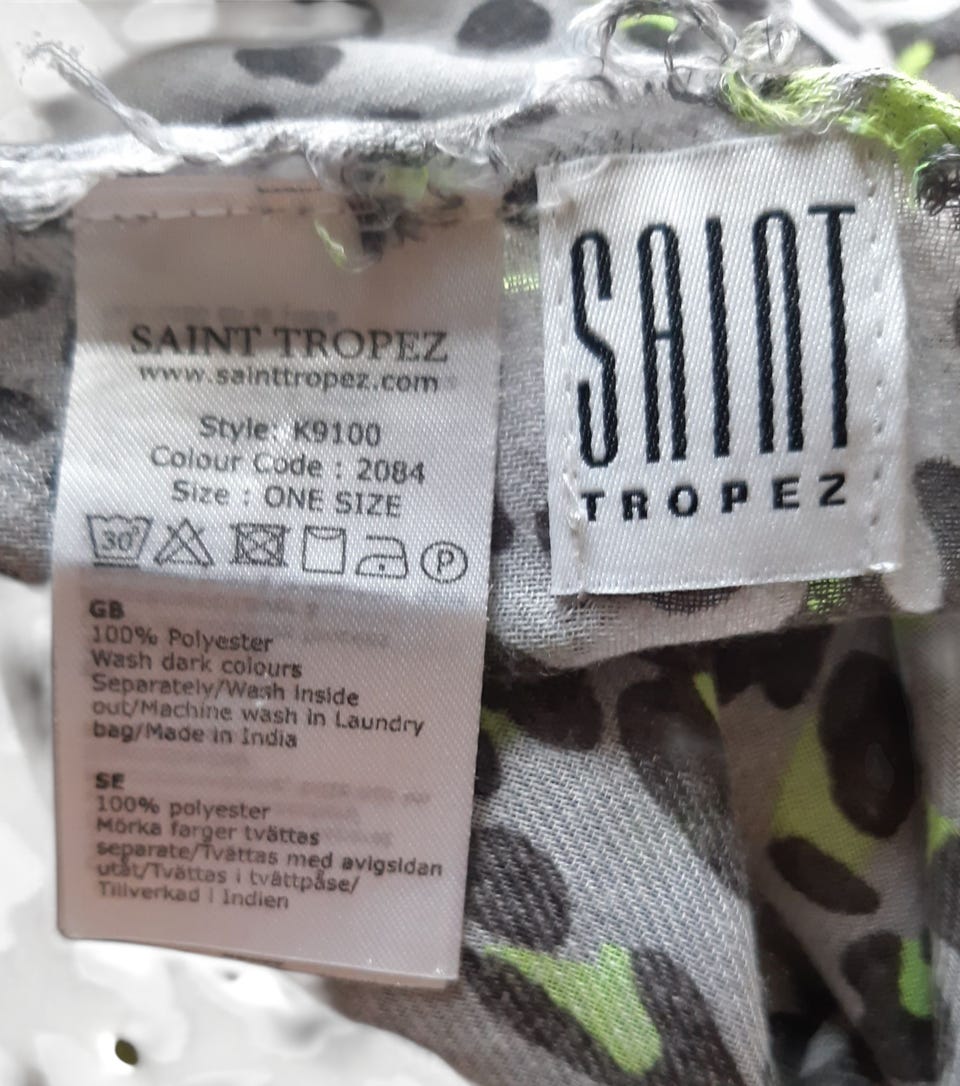 SAINT TROPEZ
www.sainttropez.com
Style: K9100
Colour Code : 2084
Size : ONE SIZE
30°
P
GB
100% Polyester
Wash dark colours
Separately/Wash Inside
out/Machine wash in Laundry
bag/Made in India
SE
100% polyester
Mörka farger tvättas
separate/Tvättas med avigsidan
utåt/Tvättas i tvättpåse/
Tillverkad i Indien
SAINT
TROPEZ